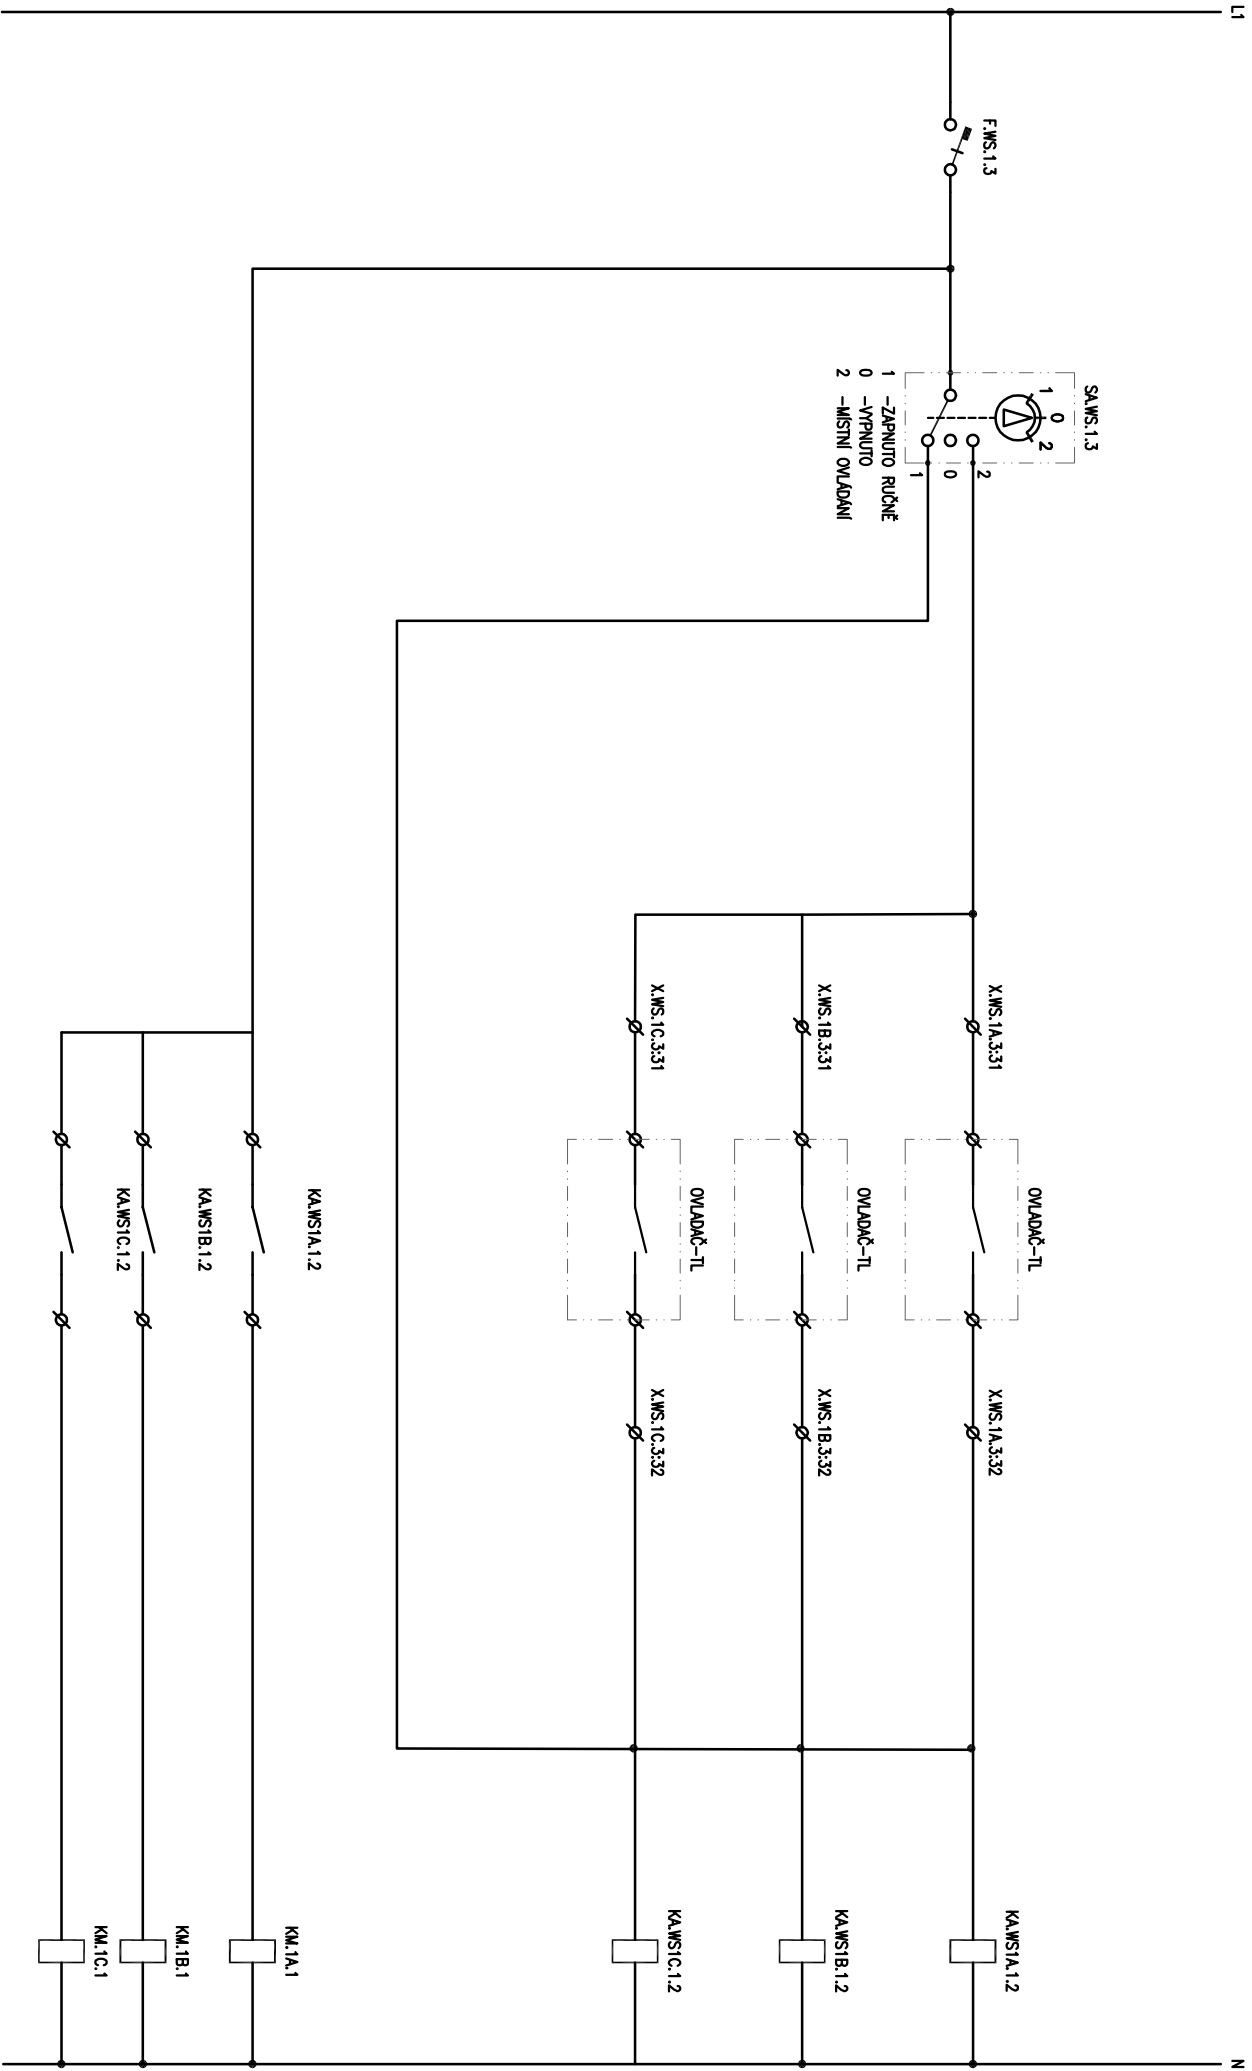 L1
F.WS.1.3
SA.WS.1.3
1
0
2
2
0
1
1 -ZAPNUTO RUČNĚ
0 -VYPNUTO
2 -MÍSTNÍ OVLÁDÁNÍ
X.WS.1A.3:31
OVLADAČ-TL
X.WS.1A.3:32
KA.WS1A.1.2
X.WS.1B.3:31
OVLADAČ-TL
X.WS.1B.3:32
KA.WS1B.1.2
X.WS.1C.3:31
OVLADAČ-TL
X.WS.1C.3:32
KA.WS1C.1.2
KA.WS1A.1.2
KM.1A.1
KA.WS1B.1.2
KM.1B.1
KA.WS1C.1.2
KM.1C.1
N